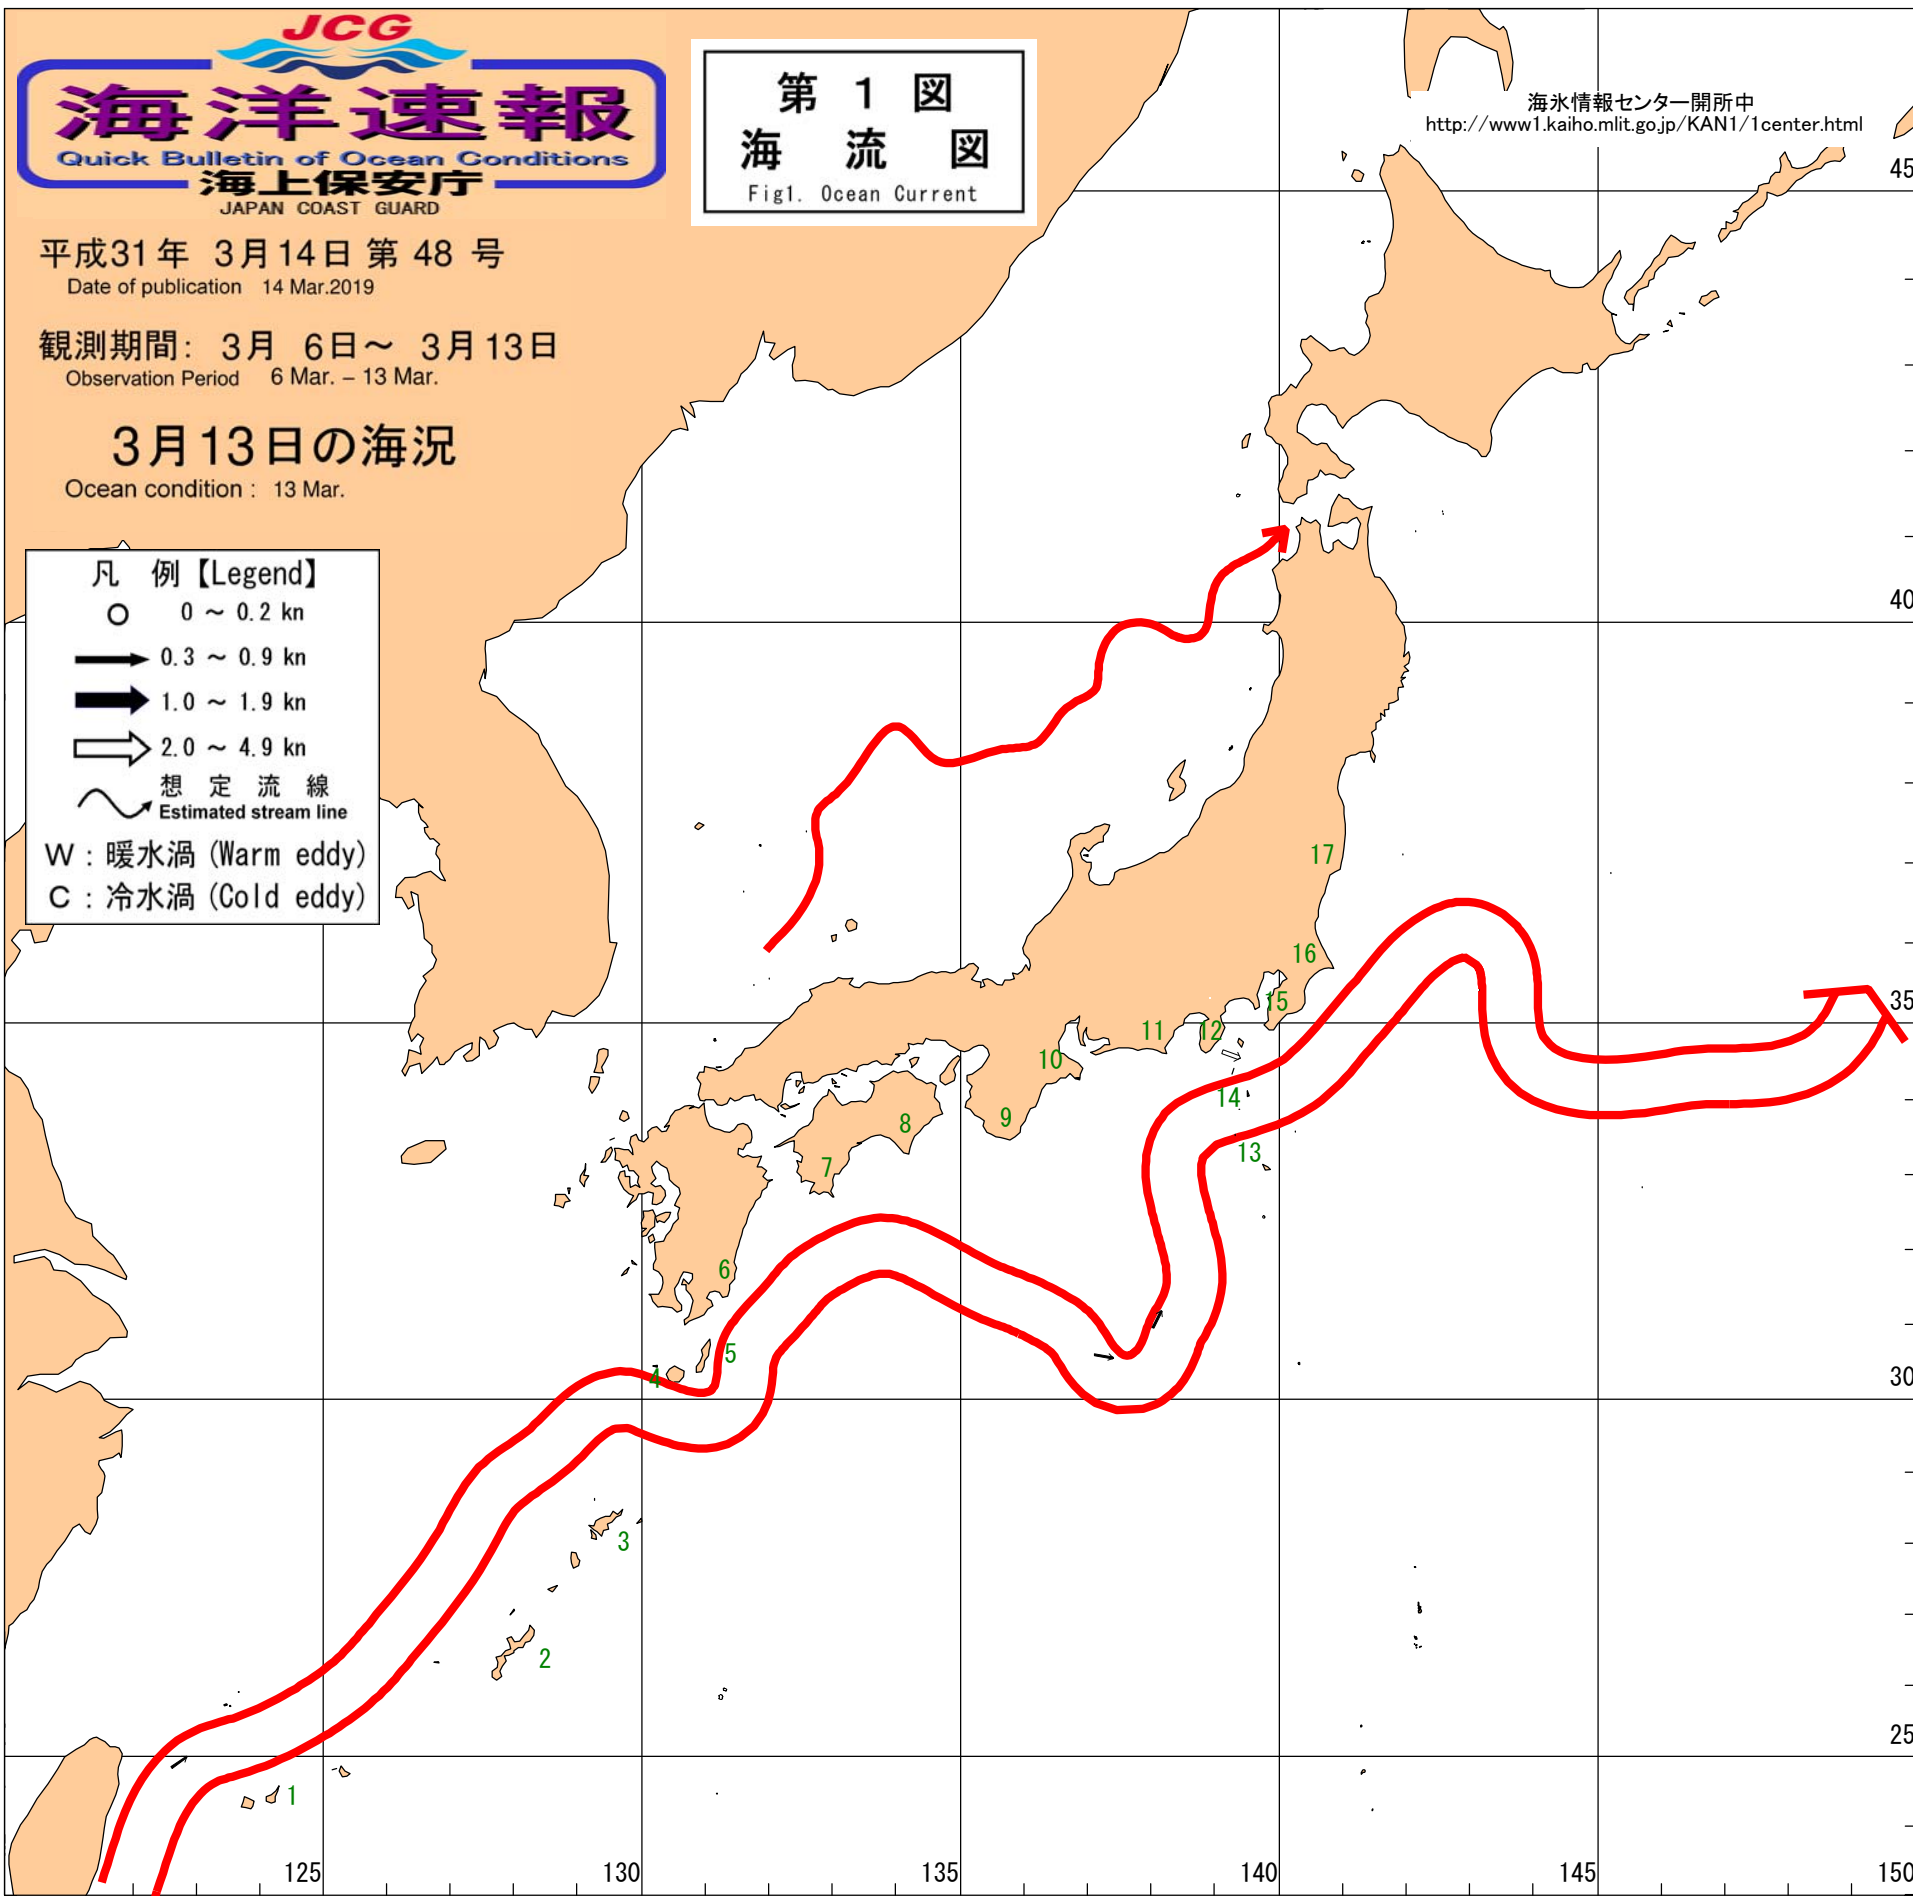 JCG
海洋速報
Quick Bulletin of Ocean Conditions
海上保安庁
JAPAN COAST GUARD
第 1 図
海 流 図
Fig1. Ocean Current
海氷情報センター開所中
http://www1.kaiho.mlit.go.jp/KAN1/1center.html
平成31年 3月14日 第 48 号
Date of publication 14 Mar.2019
観測期間: 3月 6日～ 3月13日
Observation Period 6 Mar. – 13 Mar.
3月13日の海況
Ocean condition : 13 Mar.
凡 例【Legend】
0 ～ 0.2 kn
0.3 ～ 0.9 kn
1.0 ～ 1.9 kn
2.0 ～ 4.9 kn
想 定 流 線
Estimated stream line
W : 暖水渦 (Warm eddy)
C : 冷水渦 (Cold eddy)
45
40
17
16
35
15
12
11
10
14
9
8
13
7
6
5
4
30
3
2
25
1
125
130
135
140
145
150